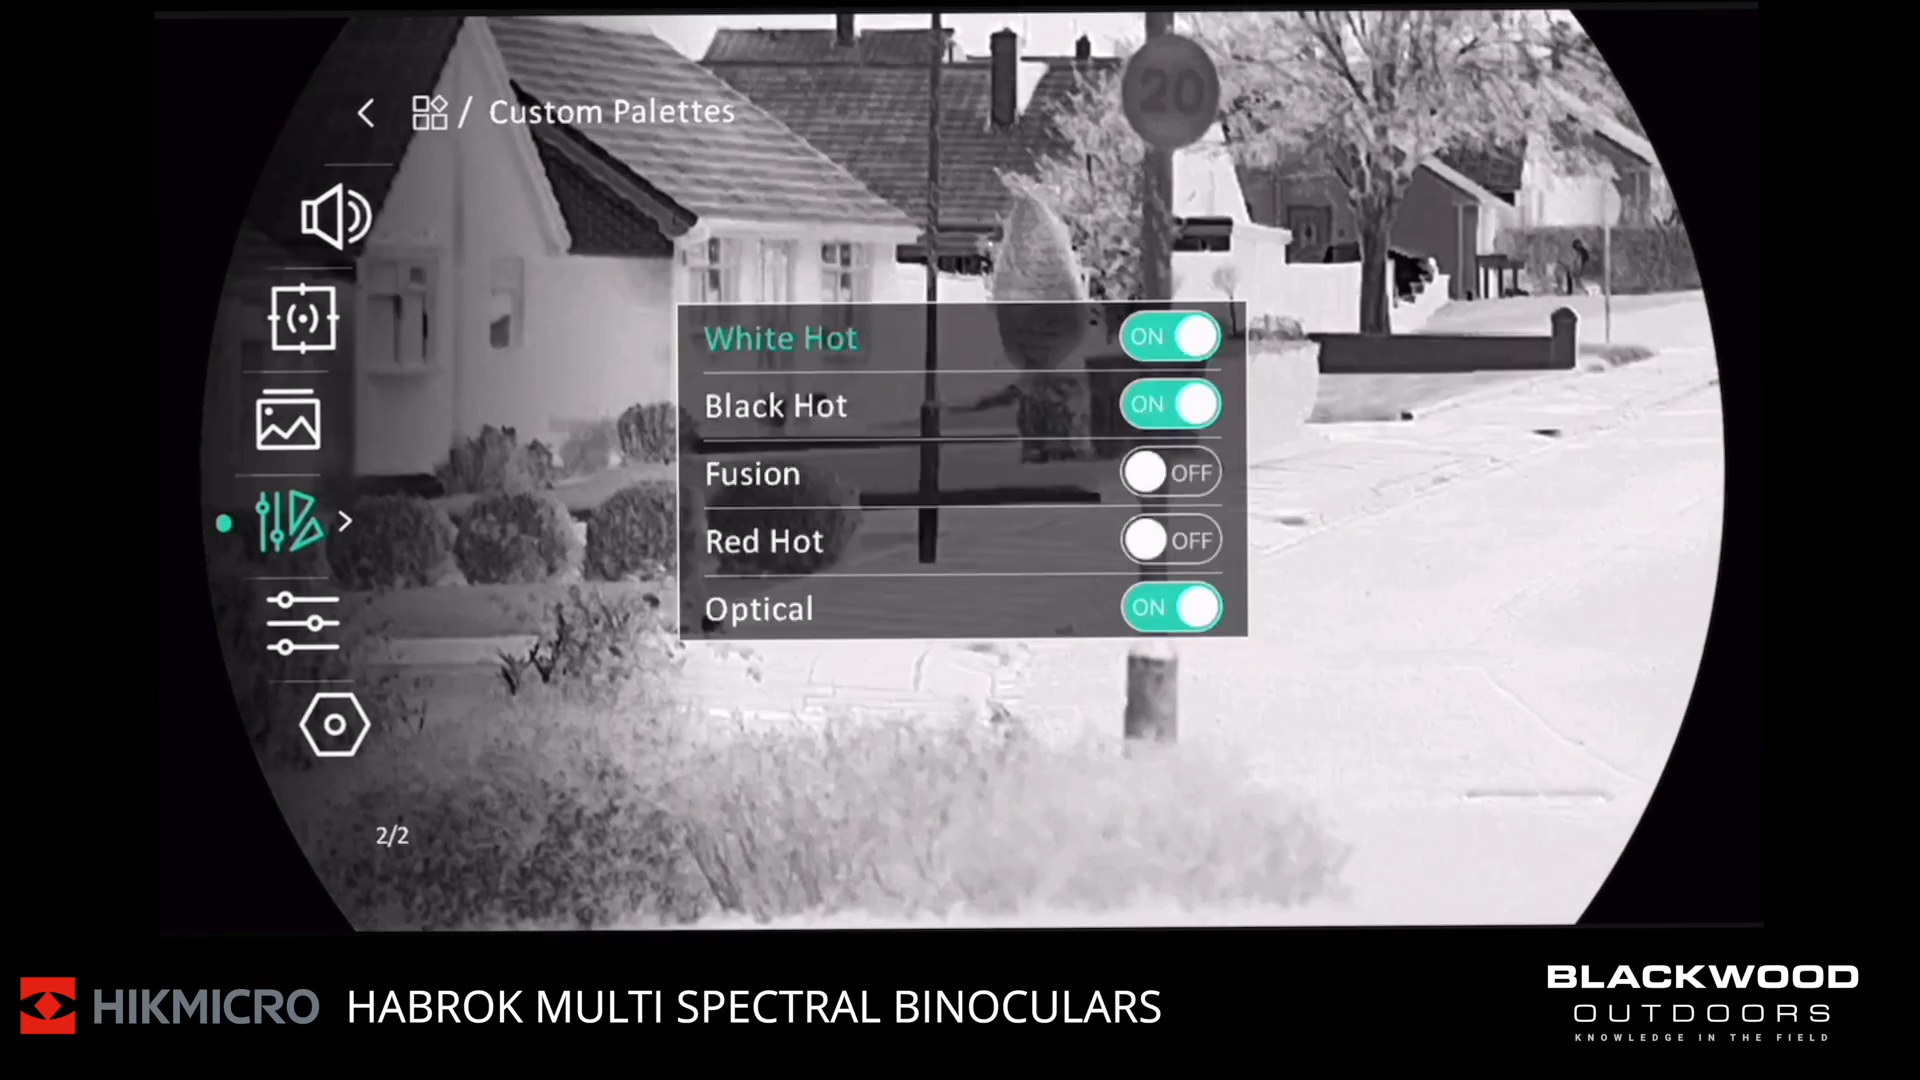 20
/ Custom Palettes
White Hot ON
Black Hot ON
Fusion OFF
Red Hot OFF
Optical ON
2/2
HIKMICRO HABROK MULTI SPECTRAL BINOCULARS
BLACKWOOD
OUTDOORS
KNOWLEDGE IN THE FIELD